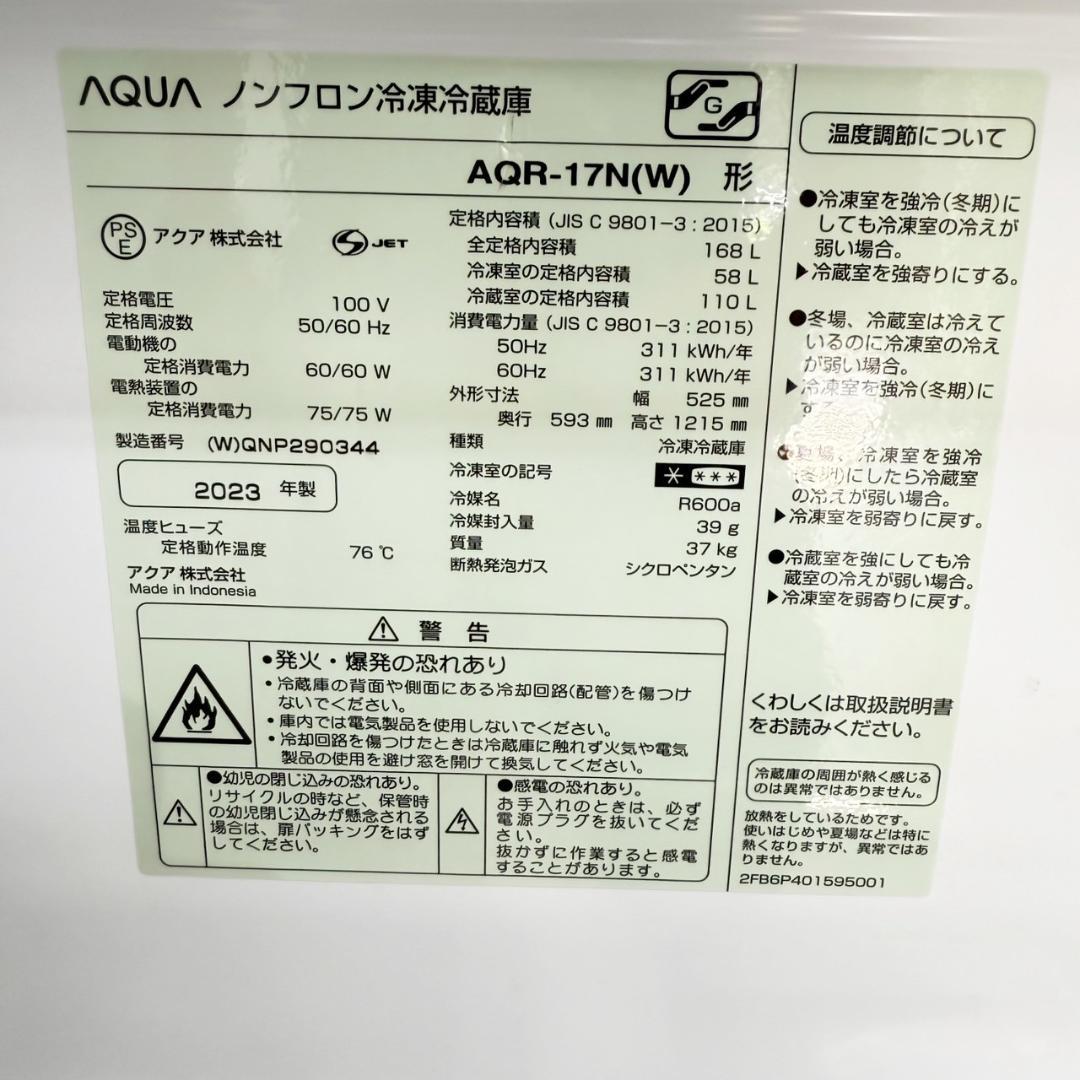 AQUA ノンフロン冷凍冷蔵庫
G
AQR-17N(W) 形
PSE アクア 株式会社 S JET
定格電圧 100 V
定格周波数 50/60 Hz
電動機の
定格消費電力 60/60 W
電熱装置の
定格消費電力 75/75 W
製造番号 (W)QNP290344
2023 年製
温度ヒューズ
定格動作温度 76 ℃
アクア 株式会社
Made in Indonesia
定格内容積 (JIS C 9801-3 : 2015)
全定格内容積 168 L
冷凍室の定格内容積 58 L
冷蔵室の定格内容積 110 L
消費電力量 (JIS C 9801-3 : 2015)
50Hz 311 kWh/年
60Hz 311 kWh/年
外形寸法 幅 525 ㎜
奥行 593 ㎜ 高さ 1215 ㎜
種類 冷凍冷蔵庫
冷凍室の記号 * ***
冷媒名 R600a
冷媒封入量 39 g
質量 37 kg
断熱発泡ガス シクロペンタン
⚠ 警 告
•発火・爆発の恐れあり
•冷蔵庫の背面や側面にある冷却回路(配管)を傷つけ
ないでください。
•庫内では電気製品を使用しないでください。
•冷却回路を傷つけたときは冷蔵庫に触れず火気や電気
製品の使用を避け窓を開けて換気してください。
●幼児の閉じ込みの恐れあり。
リサイクルの時など、保管時
の幼児閉じ込みが懸念される
場合は、扉パッキングをはず
してください。
●感電の恐れあり。
お手入れのときは、必ず
電源プラグを抜いてくだ
さい。
抜かずに作業すると感電
することがあります。
温度調節について
●冷凍室を強冷(冬期)に
しても冷凍室の冷えが
弱い場合。
▶冷蔵室を強寄りにする。
●冬場、冷蔵室は冷えて
いるのに冷凍室の冷え
が弱い場合。
▶冷凍室を強冷(冬期)に
す
●夏場、冷凍室を強冷
(冬期)にしたら冷蔵室
の冷えが弱い場合。
▶冷凍室を弱寄りに戻す。
●冷蔵室を強にしても冷
蔵室の冷えが弱い場合。
▶冷凍室を弱寄りに戻す。
くわしくは取扱説明書
をお読みください。
冷蔵庫の周囲が熱く感じる
のは異常ではありません。
放熱をしているためです。
使いはじめや夏場などは特に
熱くなりますが、異常ではあ
りません。
2FB6P401595001